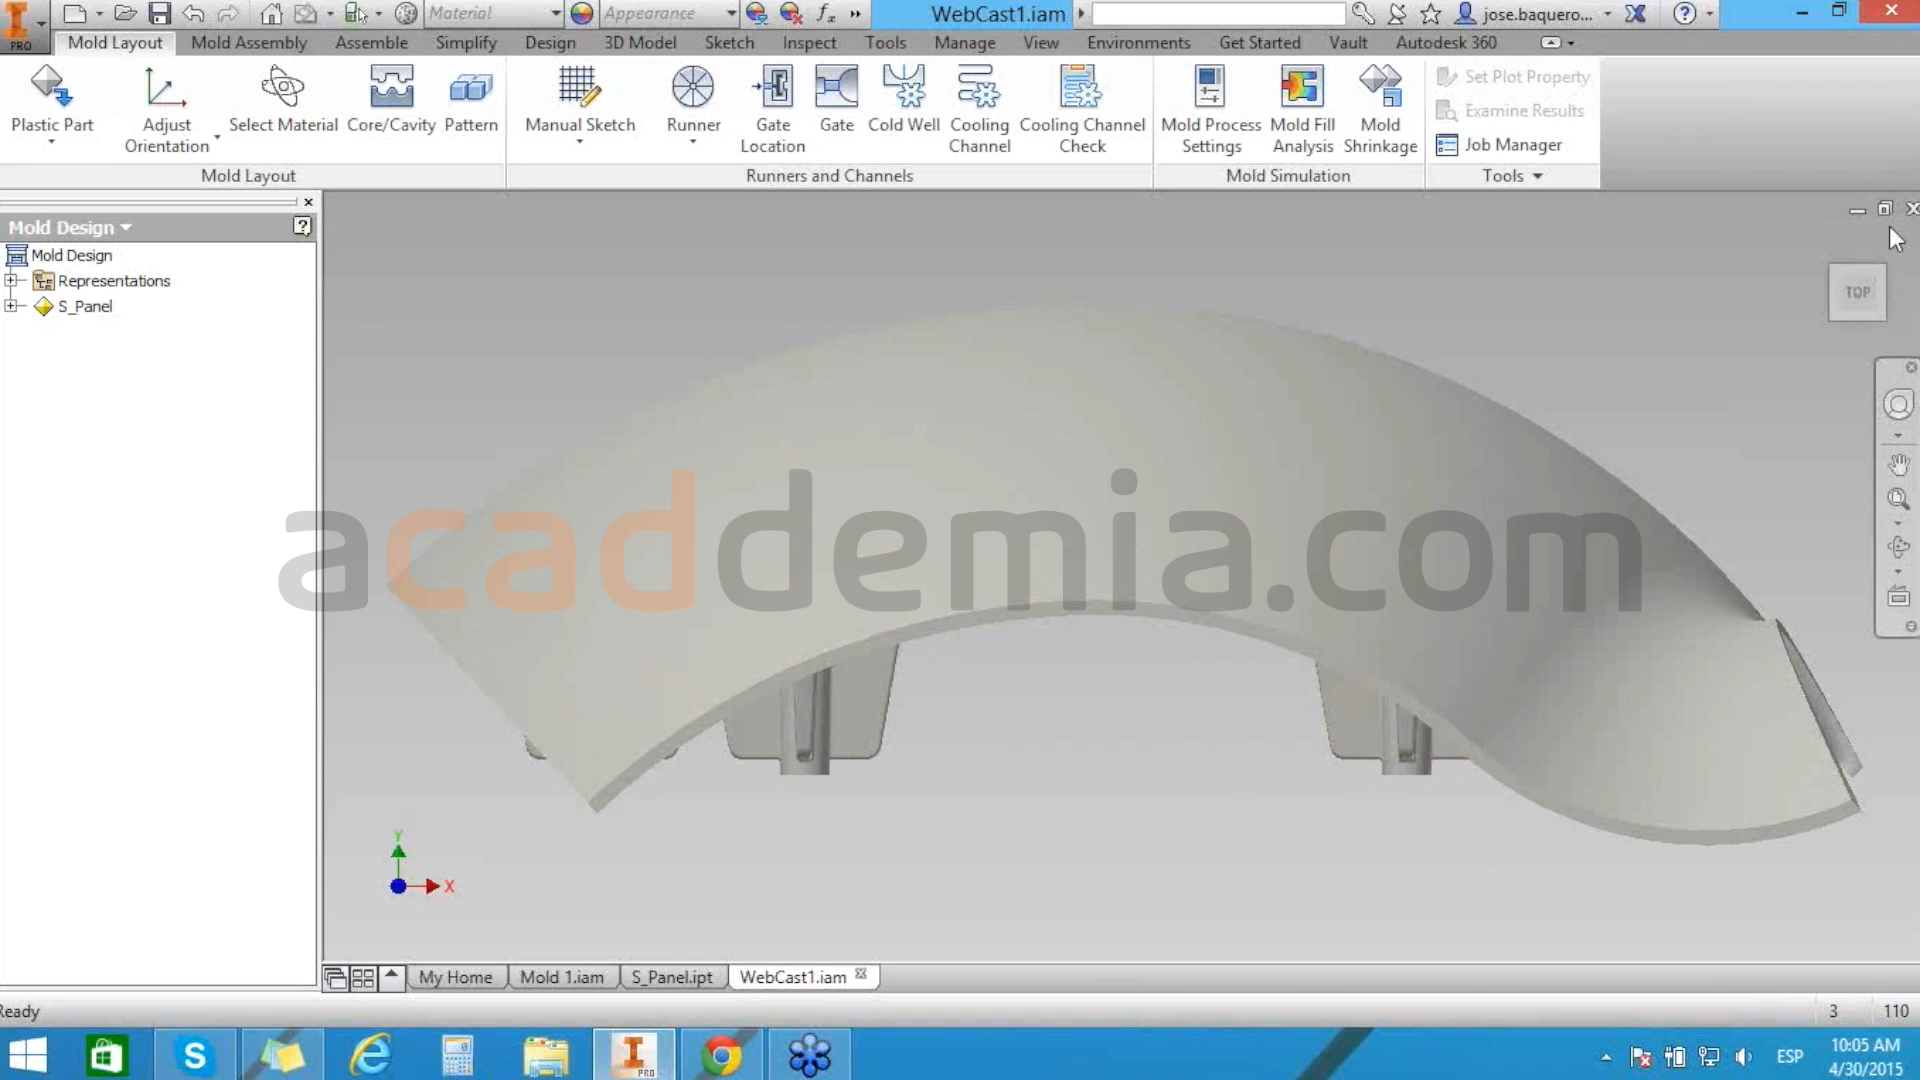 PRO
Material
Appearance
fx
WebCast1.iam
jose.baquero...
Mold Layout
Mold Assembly
Assemble
Simplify
Design
3D Model
Sketch
Inspect
Tools
Manage
View
Environments
Get Started
Vault
Autodesk 360
Plastic Part
Adjust
Orientation
Select Material
Core/Cavity
Pattern
Manual Sketch
Runner
Gate
Location
Gate
Cold Well
Cooling
Channel
Cooling Channel
Check
Mold Process
Settings
Mold Fill
Analysis
Mold
Shrinkage
Set Plot Property
Examine Results
Job Manager
Mold Layout
Runners and Channels
Mold Simulation
Tools
Mold Design
Mold Design
Representations
S_Panel
TOP
acaddemia.com
Y
X
My Home
Mold 1.iam
S_Panel.ipt
WebCast1.iam
Ready
3
110
PRO
ESP
10:05 AM
4/30/2015